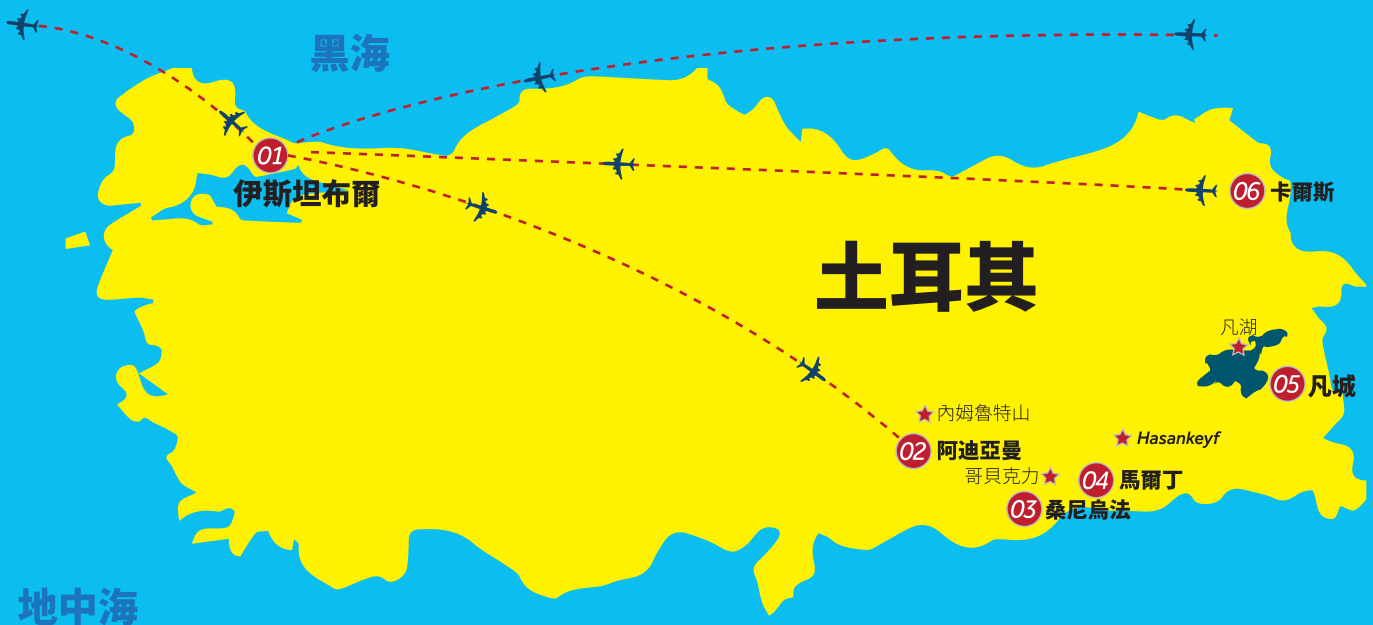 黑海
01
伊斯坦布爾
06 卡爾斯
土耳其
凡湖
05 凡城
內姆魯特山
Hasankeyf
02 阿迪亞曼
哥貝克力
04 馬爾丁
03 桑尼烏法
地中海